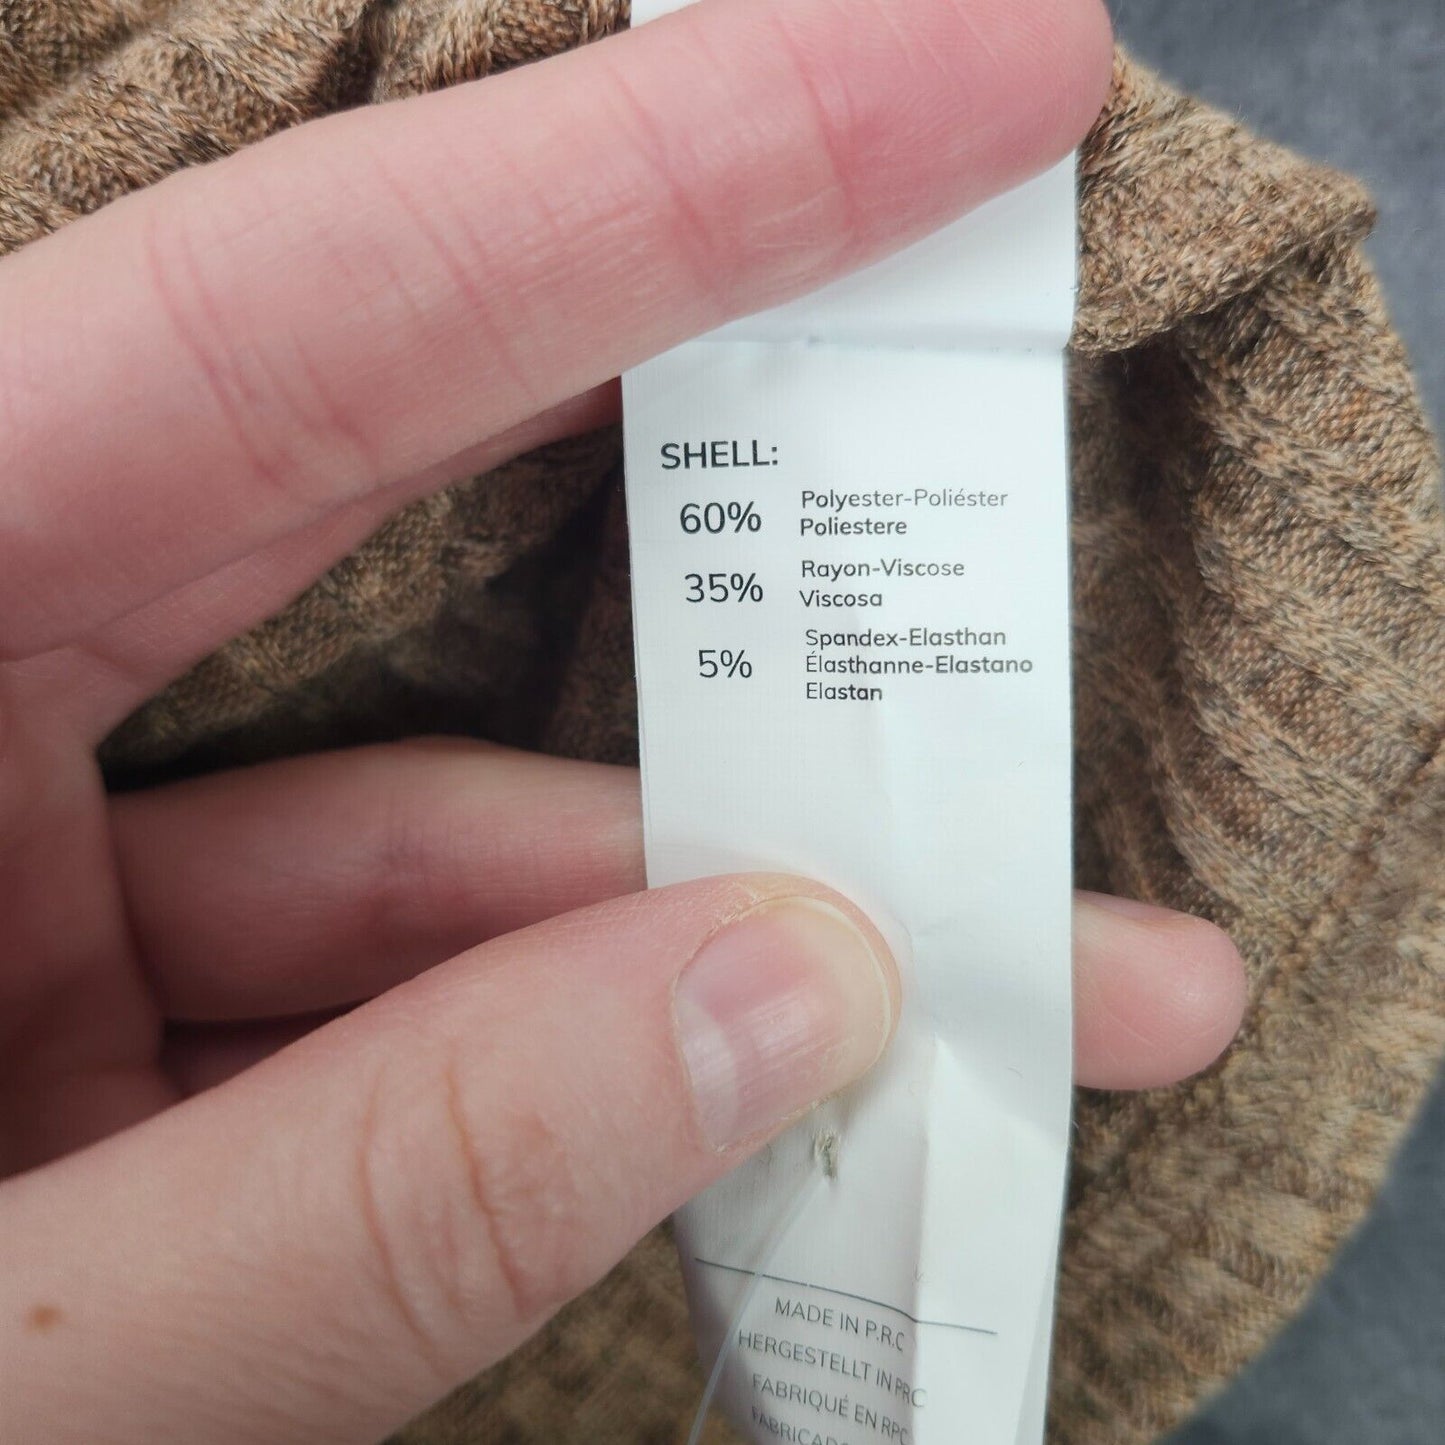 SHELL:
60% Polyester-Poliéster
Poliestere
35% Rayon-Viscose
Viscosa
5% Spandex-Elasthan
Élasthanne-Elastano
Elastan
MADE IN P.R.C
HERGESTELLT IN PRC
FABRIQUÉ EN RPC